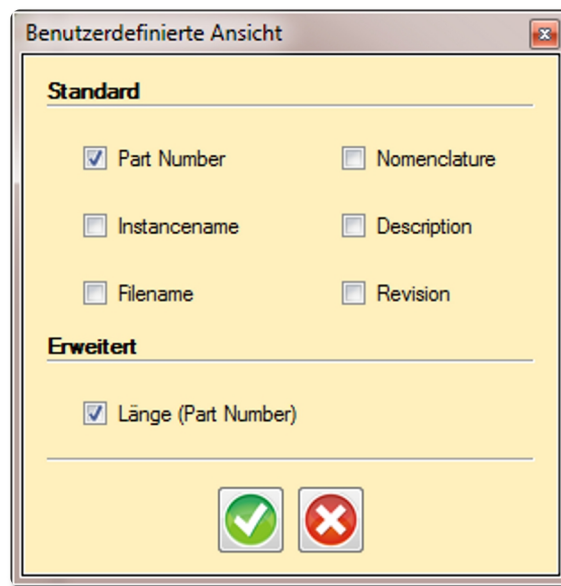 Benutzerdefinierte Ansicht
Standard
Part Number Nomenclature
Instancename Description
Filename Revision
Erweitert
Länge (Part Number)